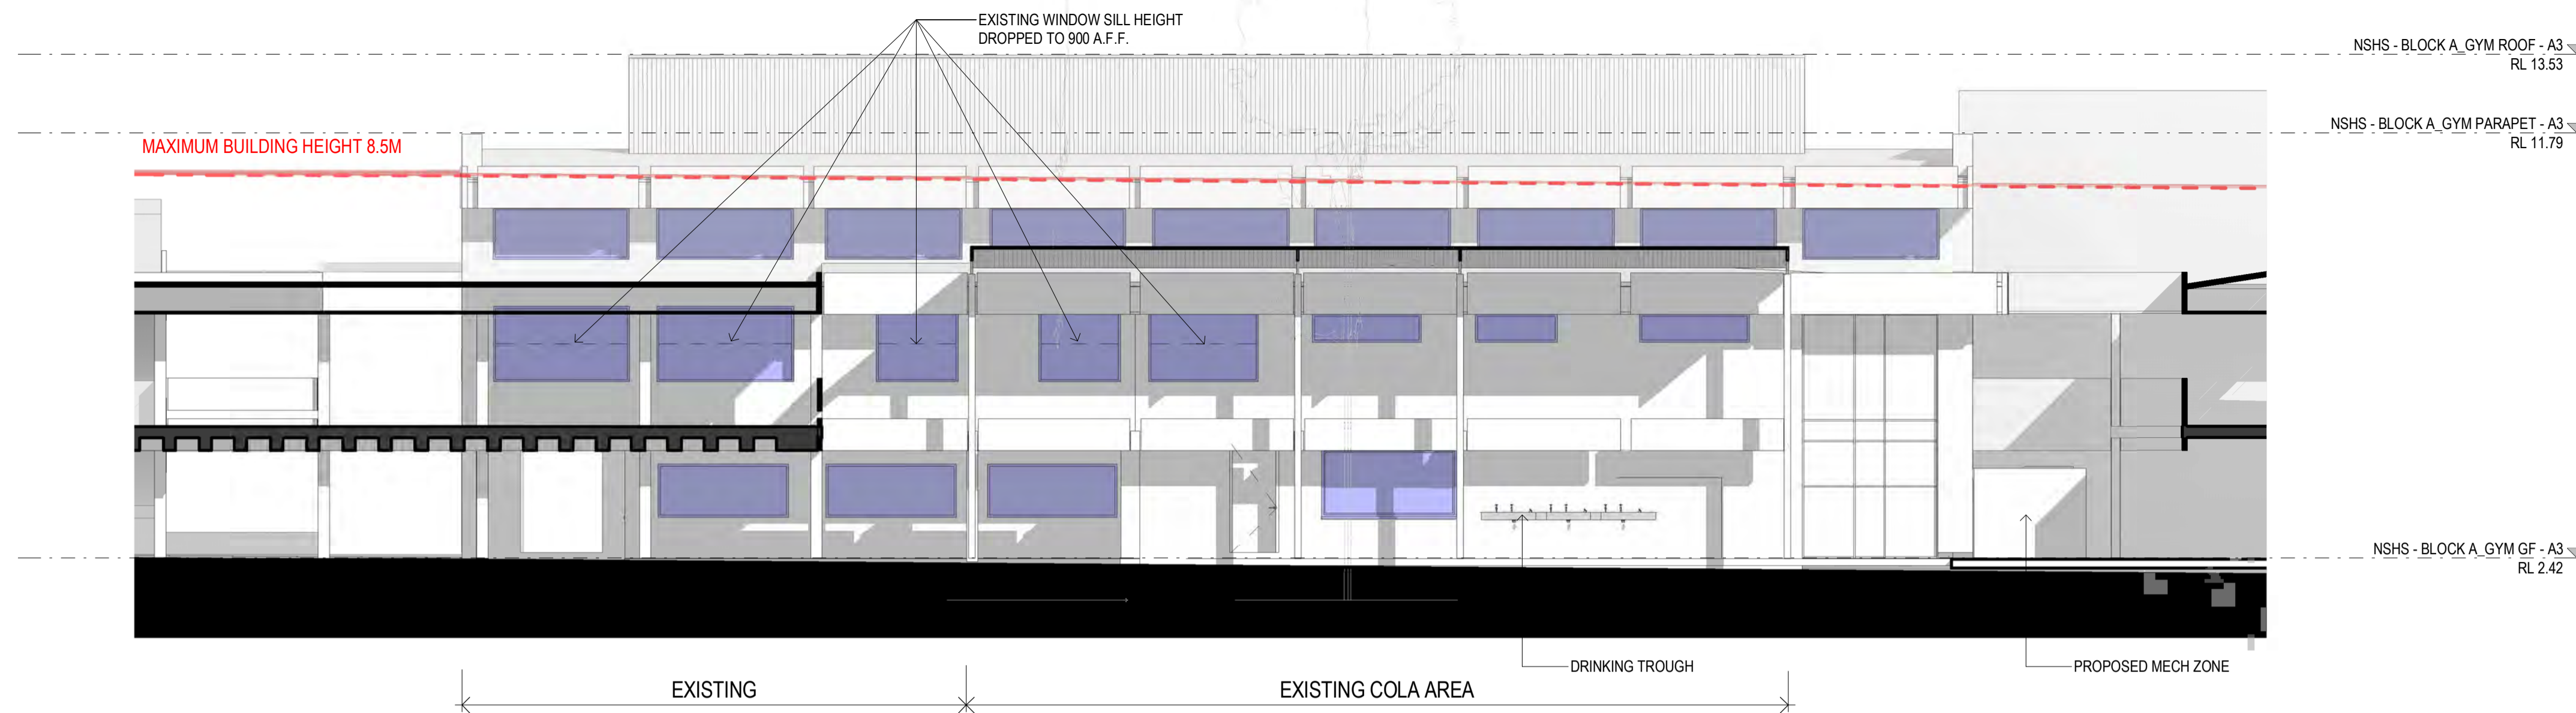 EXISTING WINDOW SILL HEIGHT
DROPPED TO 900 A.F.F.
NSHS - BLOCK A_GYM ROOF - A3
RL 13.53
NSHS - BLOCK A_GYM PARAPET - A3
RL 11.79
MAXIMUM BUILDING HEIGHT 8.5M
NSHS - BLOCK A_GYM GF - A3
RL 2.42
DRINKING TROUGH
PROPOSED MECH ZONE
EXISTING
EXISTING COLA AREA